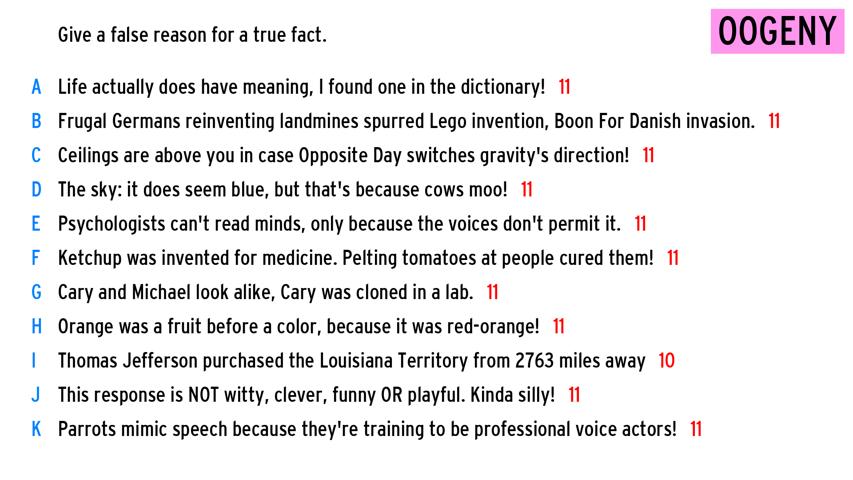 Give a false reason for a true fact.
OOGENY
A Life actually does have meaning, I found one in the dictionary! 11
B Frugal Germans reinventing landmines spurred Lego invention, Boon For Danish invasion. 11
C Ceilings are above you in case Opposite Day switches gravity's direction! 11
D The sky: it does seem blue, but that's because cows moo! 11
E Psychologists can't read minds, only because the voices don't permit it. 11
F Ketchup was invented for medicine. Pelting tomatoes at people cured them! 11
G Cary and Michael look alike, Cary was cloned in a lab. 11
H Orange was a fruit before a color, because it was red-orange! 11
I Thomas Jefferson purchased the Louisiana Territory from 2763 miles away 10
J This response is NOT witty, clever, funny OR playful. Kinda silly! 11
K Parrots mimic speech because they're training to be professional voice actors! 11